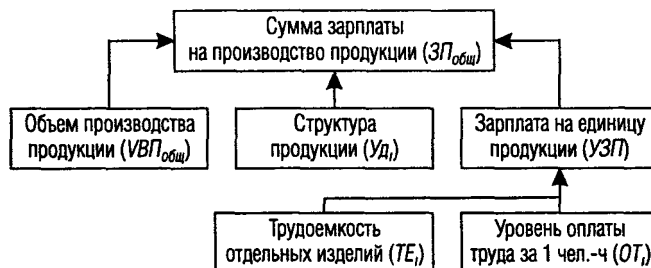 Сумма зарплаты
на производство продукции (ЗПобщ)
Объем производства
продукции (VВПобщ)
Структура
продукции (Удi)
Зарплата на единицу
продукции (УЗП)
Трудоемкость
отдельных изделий (ТЕi)
Уровень оплаты
труда за 1 чел.-ч (ОТi)